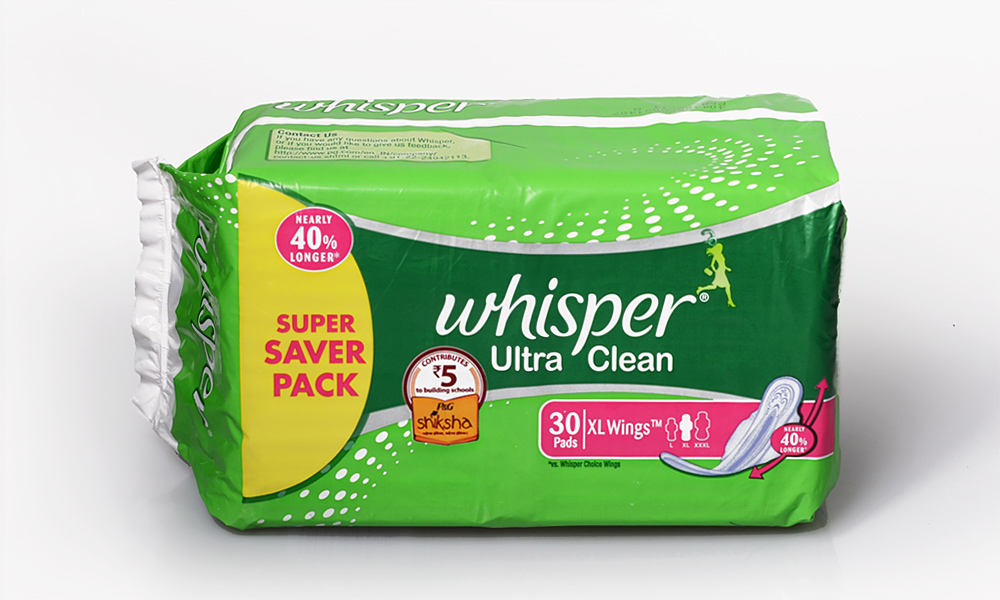 whisper
Contact Us
If you have any questions about Whisper,
or if you would like to give us feedback,
please find us at
whisper
NEARLY
40%
LONGER*
SUPER
SAVER
PACK
whisper®
Ultra Clean
CONTRIBUTES
₹5
to building schools
P&G
shiksha
30*
Pads
XL Wings™
L XL XXXL
NEARLY
40%
LONGER*
*vs. Whisper Choice Wings